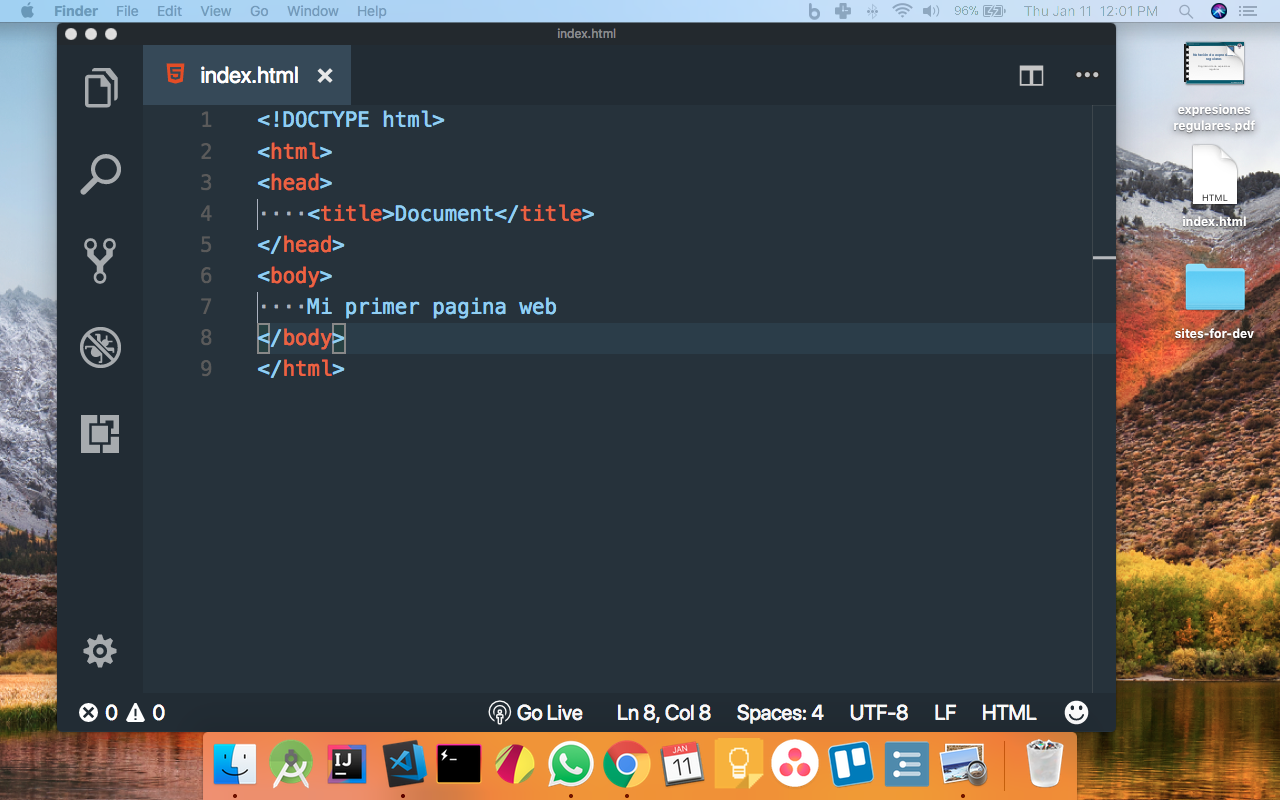 Finder File Edit View Go Window Help 96% Thu Jan 11 12:01 PM
index.html
index.html
1 <!DOCTYPE html>
2 <html>
3 <head>
4 ····<title>Document</title>
5 </head>
6 <body>
7 ····Mi primer pagina web
8 </body>
9 </html>
0 0 Go Live Ln 8, Col 8 Spaces: 4 UTF-8 LF HTML
expresiones
regulares.pdf
HTML
index.html
sites-for-dev
IJ
JAN
11